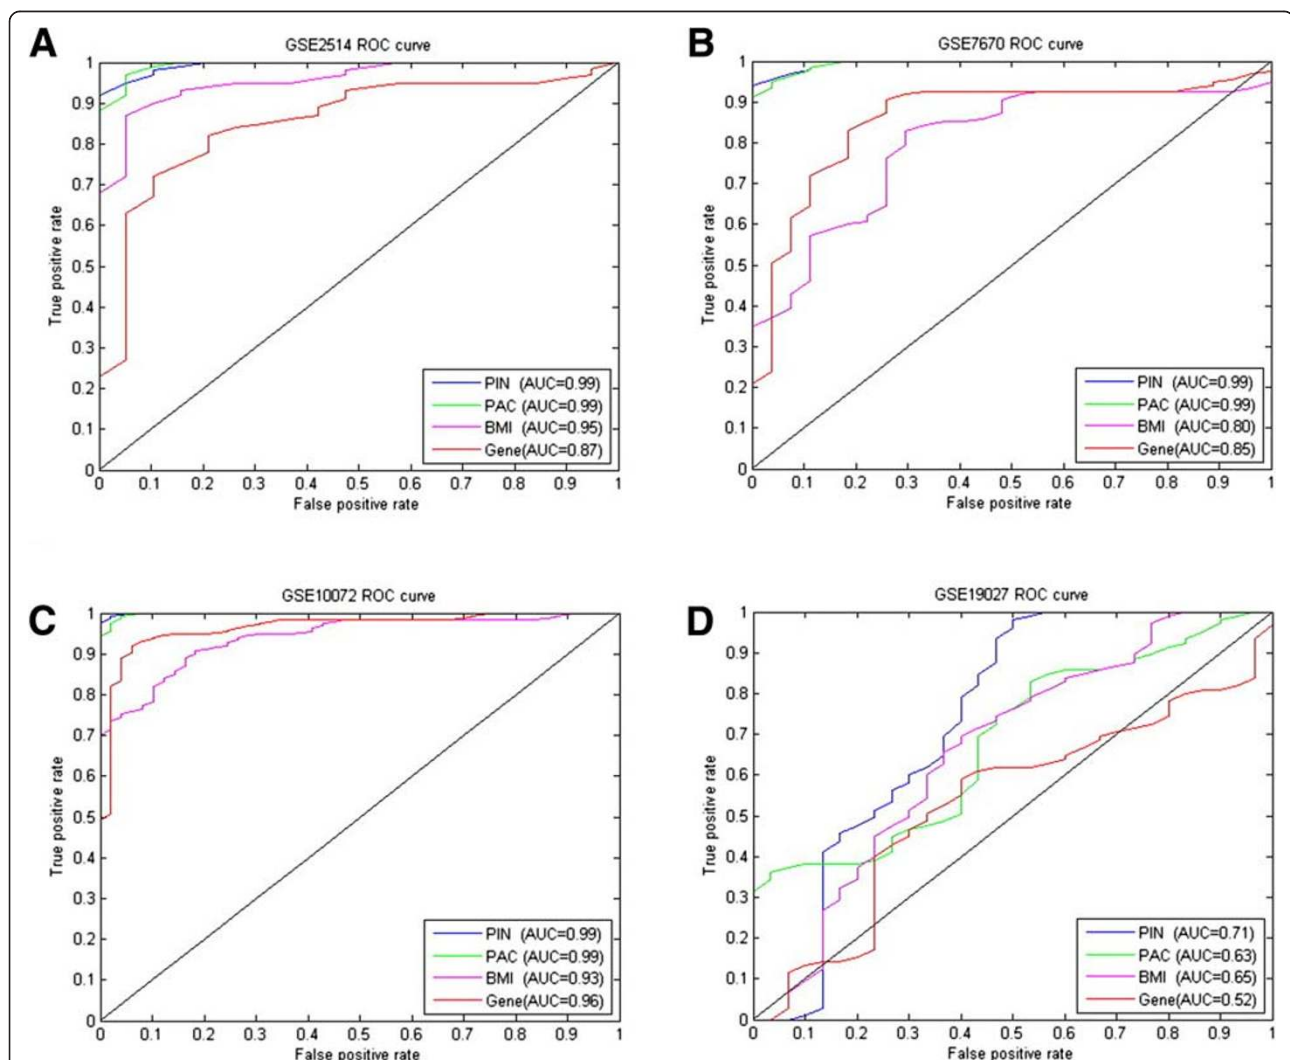 A
GSE2514 ROC curve
1
0.9
0.8
0.7
0.6
0.5
0.4
0.3
0.2
0.1
0
True positive rate
0 0.1 0.2 0.3 0.4 0.5 0.6 0.7 0.8 0.9 1
False positive rate
PIN (AUC=0.99)
PAC (AUC=0.99)
BMI (AUC=0.95)
Gene(AUC=0.87)
B
GSE7670 ROC curve
1
0.9
0.8
0.7
0.6
0.5
0.4
0.3
0.2
0.1
0
True positive rate
0 0.1 0.2 0.3 0.4 0.5 0.6 0.7 0.8 0.9 1
False positive rate
PIN (AUC=0.99)
PAC (AUC=0.99)
BMI (AUC=0.80)
Gene(AUC=0.85)
C
GSE10072 ROC curve
1
0.9
0.8
0.7
0.6
0.5
0.4
0.3
0.2
0.1
0
True positive rate
0 0.1 0.2 0.3 0.4 0.5 0.6 0.7 0.8 0.9 1
False positive rate
PIN (AUC=0.99)
PAC (AUC=0.99)
BMI (AUC=0.93)
Gene(AUC=0.96)
D
GSE19027 ROC curve
1
0.9
0.8
0.7
0.6
0.5
0.4
0.3
0.2
0.1
0
True positive rate
0 0.1 0.2 0.3 0.4 0.5 0.6 0.7 0.8 0.9 1
False positive rate
PIN (AUC=0.71)
PAC (AUC=0.63)
BMI (AUC=0.65)
Gene(AUC=0.52)